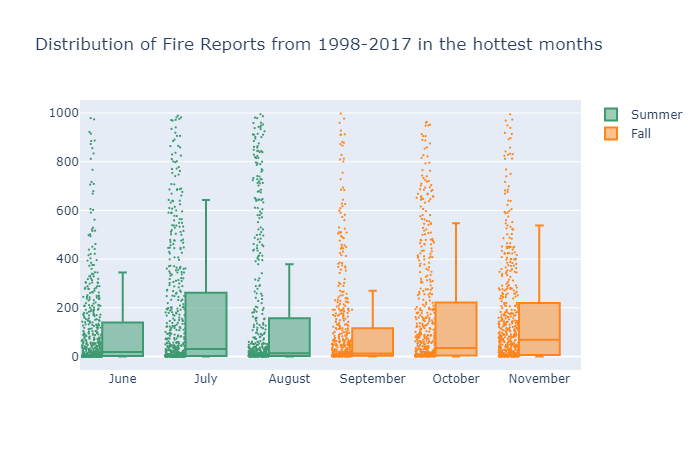 Distribution of Fire Reports from 1998-2017 in the hottest months
1000
800
600
400
200
0
June July August September October November
Summer
Fall